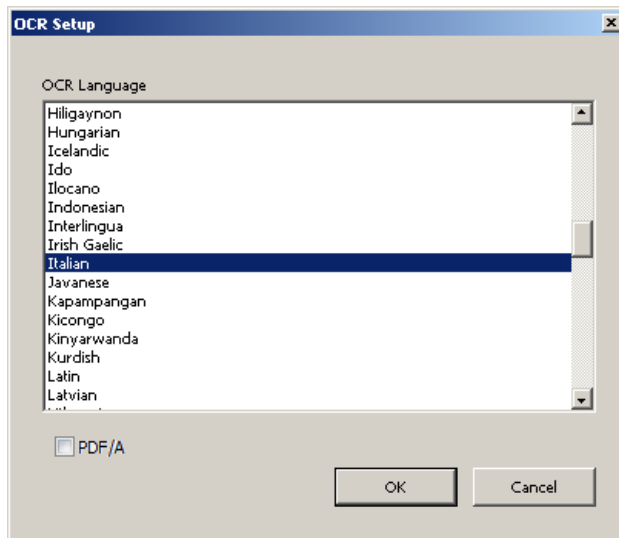 OCR Setup
OCR Language
Hiligaynon
Hungarian
Icelandic
Ido
Ilocano
Indonesian
Interlingua
Irish Gaelic
Italian
Javanese
Kapampangan
Kicongo
Kinyarwanda
Kurdish
Latin
Latvian
PDF/A
OK Cancel